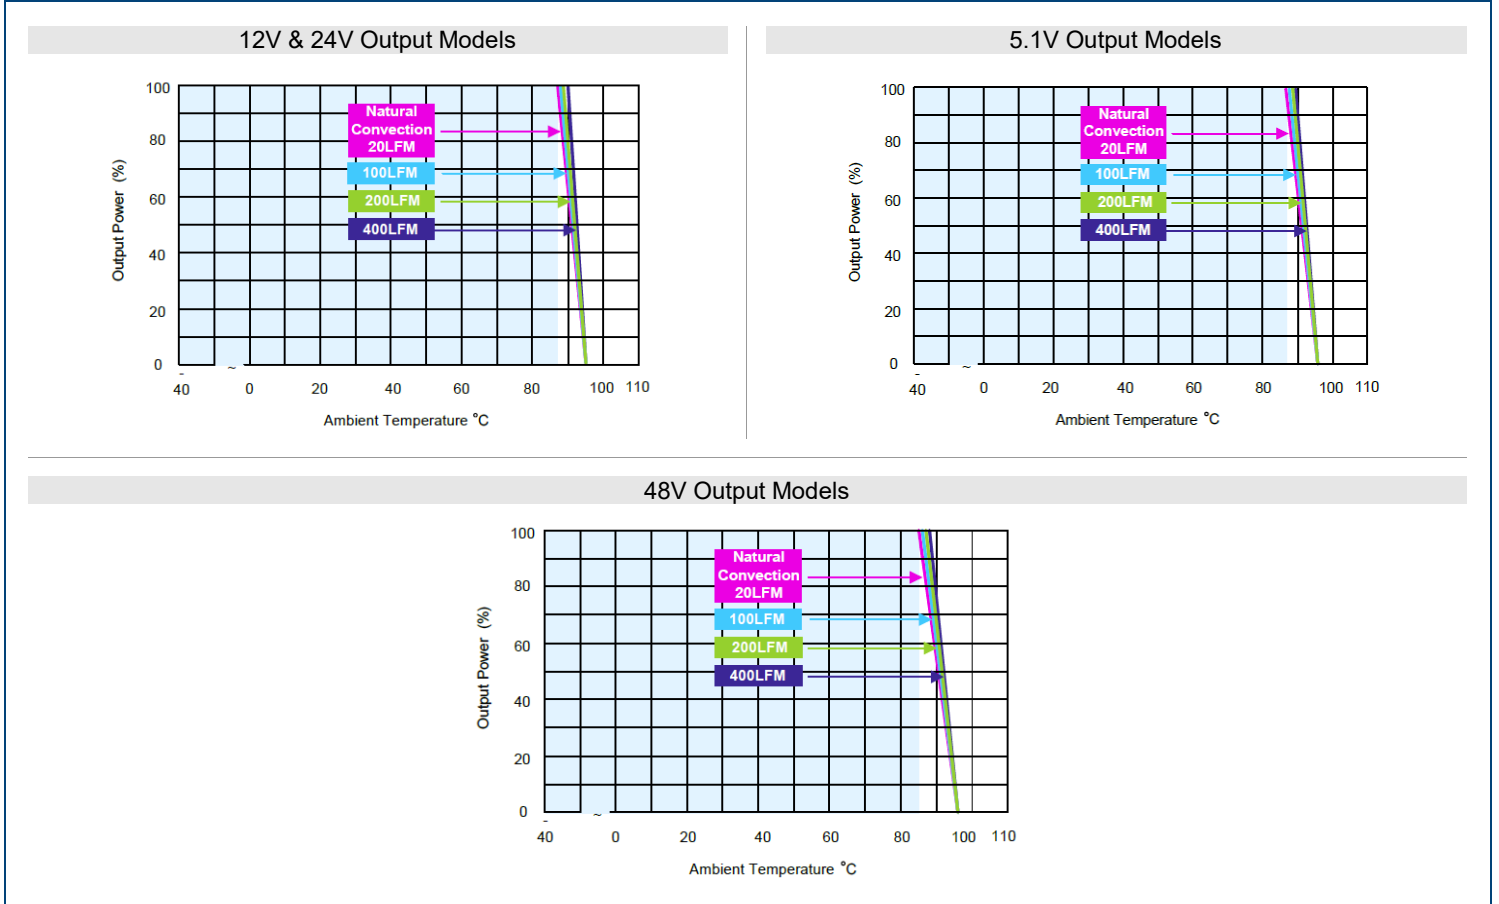 12V & 24V Output Models
100
80
60
40
20
0
Output Power (%)
Natural
Convection
20LFM
100LFM
200LFM
400LFM
-
40
~
0
20
40
60
80
100
110
Ambient Temperature °C
5.1V Output Models
100
80
60
40
20
0
Output Power (%)
Natural
Convection
20LFM
100LFM
200LFM
400LFM
-
40
~
0
20
40
60
80
100
110
Ambient Temperature °C
48V Output Models
100
80
60
40
20
0
Output Power (%)
Natural
Convection
20LFM
100LFM
200LFM
400LFM
-
40
~
0
20
40
60
80
100
110
Ambient Temperature °C